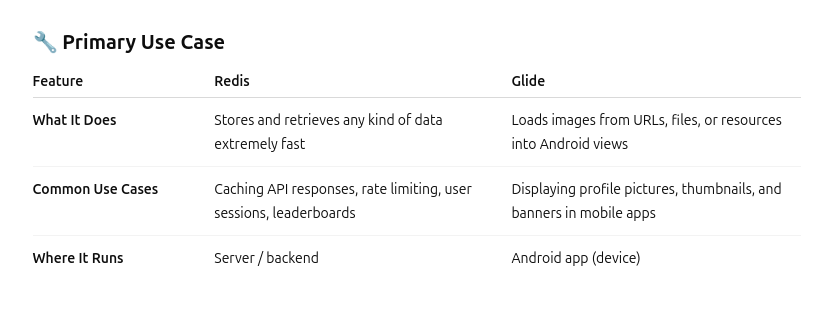 🔧 Primary Use Case
Feature Redis Glide
What It Does Stores and retrieves any kind of data Loads images from URLs, files, or resources
extremely fast into Android views
Common Use Cases Caching API responses, rate limiting, user Displaying profile pictures, thumbnails, and
sessions, leaderboards banners in mobile apps
Where It Runs Server / backend Android app (device)